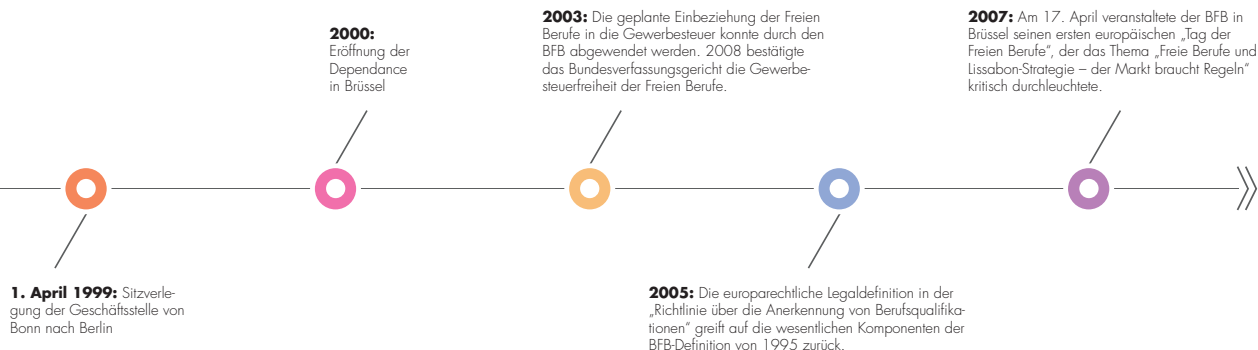 1. April 1999: Sitzverle-
gung der Geschäftsstelle von
Bonn nach Berlin
2000:
Eröffnung der
Dependance
in Brüssel
2003: Die geplante Einbeziehung der Freien
Berufe in die Gewerbesteuer konnte durch den
BFB abgewendet werden. 2008 bestätigte
das Bundesverfassungsgericht die Gewerbe-
steuerfreiheit der Freien Berufe.
2005: Die europarechtliche Legaldefinition in der
„Richtlinie über die Anerkennung von Berufsqualifika-
tionen“ greift auf die wesentlichen Komponenten der
BFB-Definition von 1995 zurück.
2007: Am 17. April veranstaltete der BFB in
Brüssel seinen ersten europäischen „Tag der
Freien Berufe“, der das Thema „Freie Berufe und
Lissabon-Strategie – der Markt braucht Regeln“
kritisch durchleuchtete.